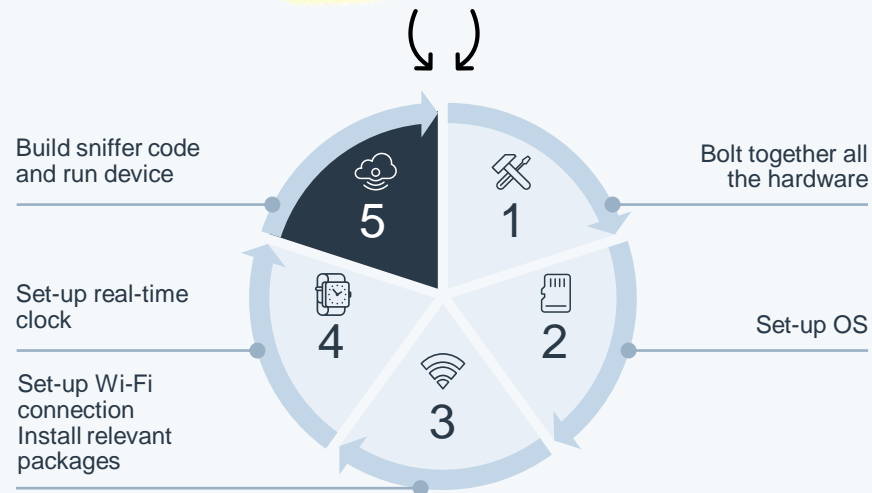 Build sniffer code
and run device
5
1
Bolt together all
the hardware
Set-up real-time
clock
4
2
Set-up OS
Set-up Wi-Fi
connection
Install relevant
packages
3